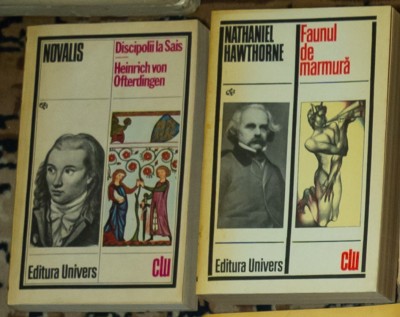 NOVALIS
Discipolii la Sais
Heinrich von
Ofterdingen
Editura Univers
clu
NATHANIEL
HAWTHORNE
Faunul
de
marmură
Editura Univers
clu